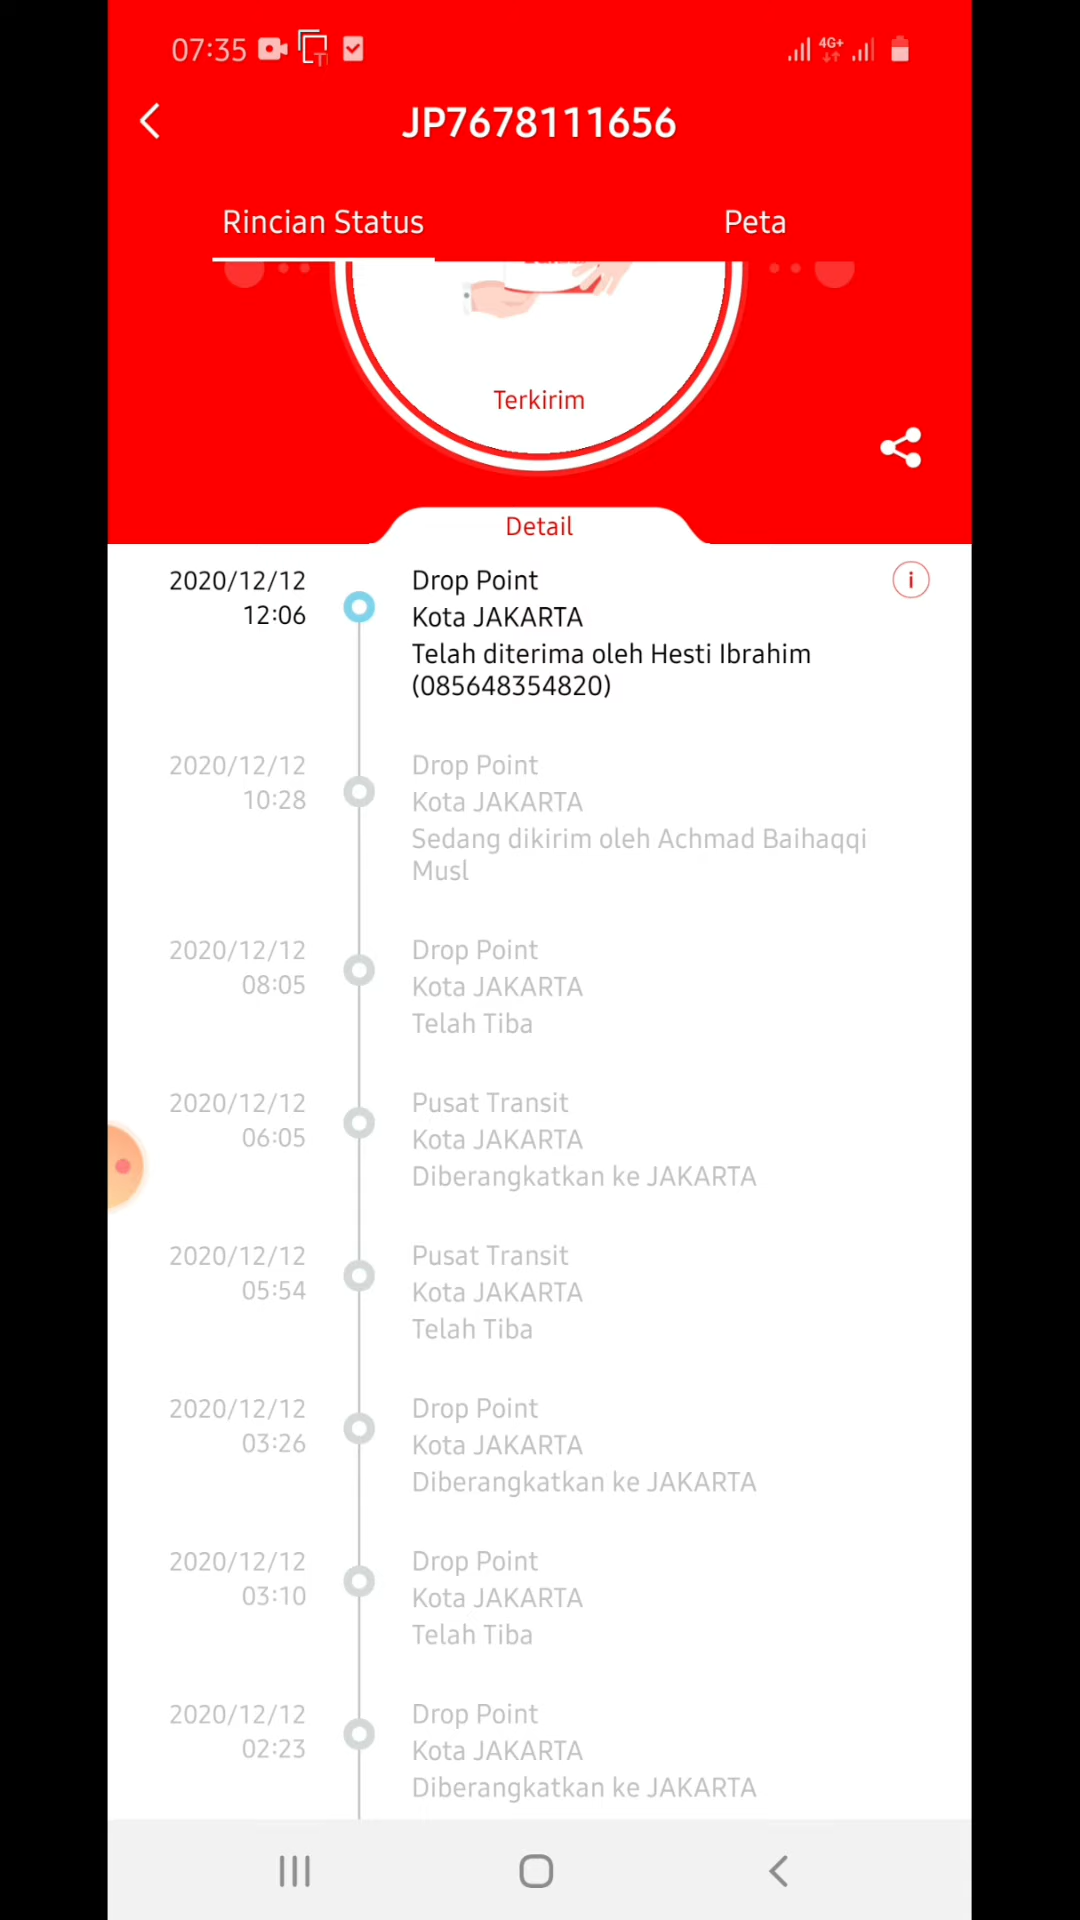 07:35
4G+
JP7678111656
Rincian Status
Peta
Terkirim
Detail
2020/12/12
12:06
Drop Point
Kota JAKARTA
Telah diterima oleh Hesti Ibrahim
(085648354820)
2020/12/12
10:28
Drop Point
Kota JAKARTA
Sedang dikirim oleh Achmad Baihaqqi
Musl
2020/12/12
08:05
Drop Point
Kota JAKARTA
Telah Tiba
2020/12/12
06:05
Pusat Transit
Kota JAKARTA
Diberangkatkan ke JAKARTA
2020/12/12
05:54
Pusat Transit
Kota JAKARTA
Telah Tiba
2020/12/12
03:26
Drop Point
Kota JAKARTA
Diberangkatkan ke JAKARTA
2020/12/12
03:10
Drop Point
Kota JAKARTA
Telah Tiba
2020/12/12
02:23
Drop Point
Kota JAKARTA
Diberangkatkan ke JAKARTA